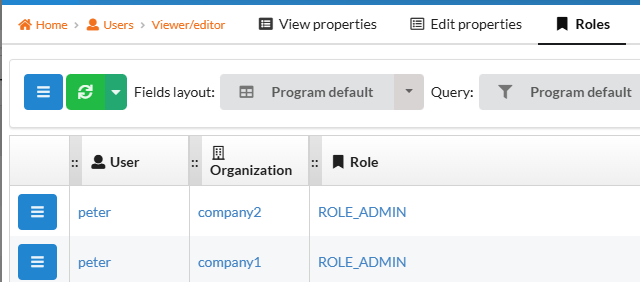 Home > Users > Viewer/editor View properties Edit properties Roles
Fields layout: Program default Query: Program default
:: User :: Organization :: Role
peter company2 ROLE_ADMIN
peter company1 ROLE_ADMIN